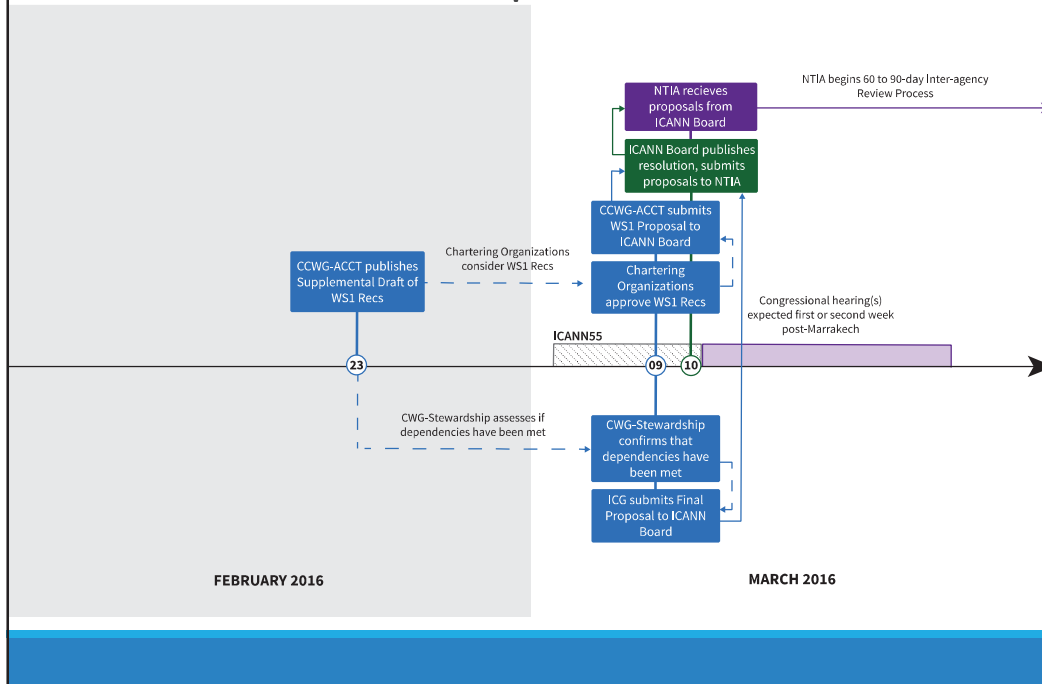 NTIA begins 60 to 90-day Inter-agency
Review Process
NTIA recieves
proposals from
ICANN Board
ICANN Board publishes
resolution, submits
proposals to NTIA
CCWG-ACCT submits
WS1 Proposal to
ICANN Board
Chartering Organizations
consider WS1 Recs
CCWG-ACCT publishes
Supplemental Draft of
WS1 Recs
Chartering
Organizations
approve WS1 Recs
Congressional hearing(s)
expected first or second week
post-Marrakech
ICANN55
23
09
10
CWG-Stewardship assesses if
dependencies have been met
CWG-Stewardship
confirms that
dependencies have
been met
ICG submits Final
Proposal to ICANN
Board
FEBRUARY 2016
MARCH 2016